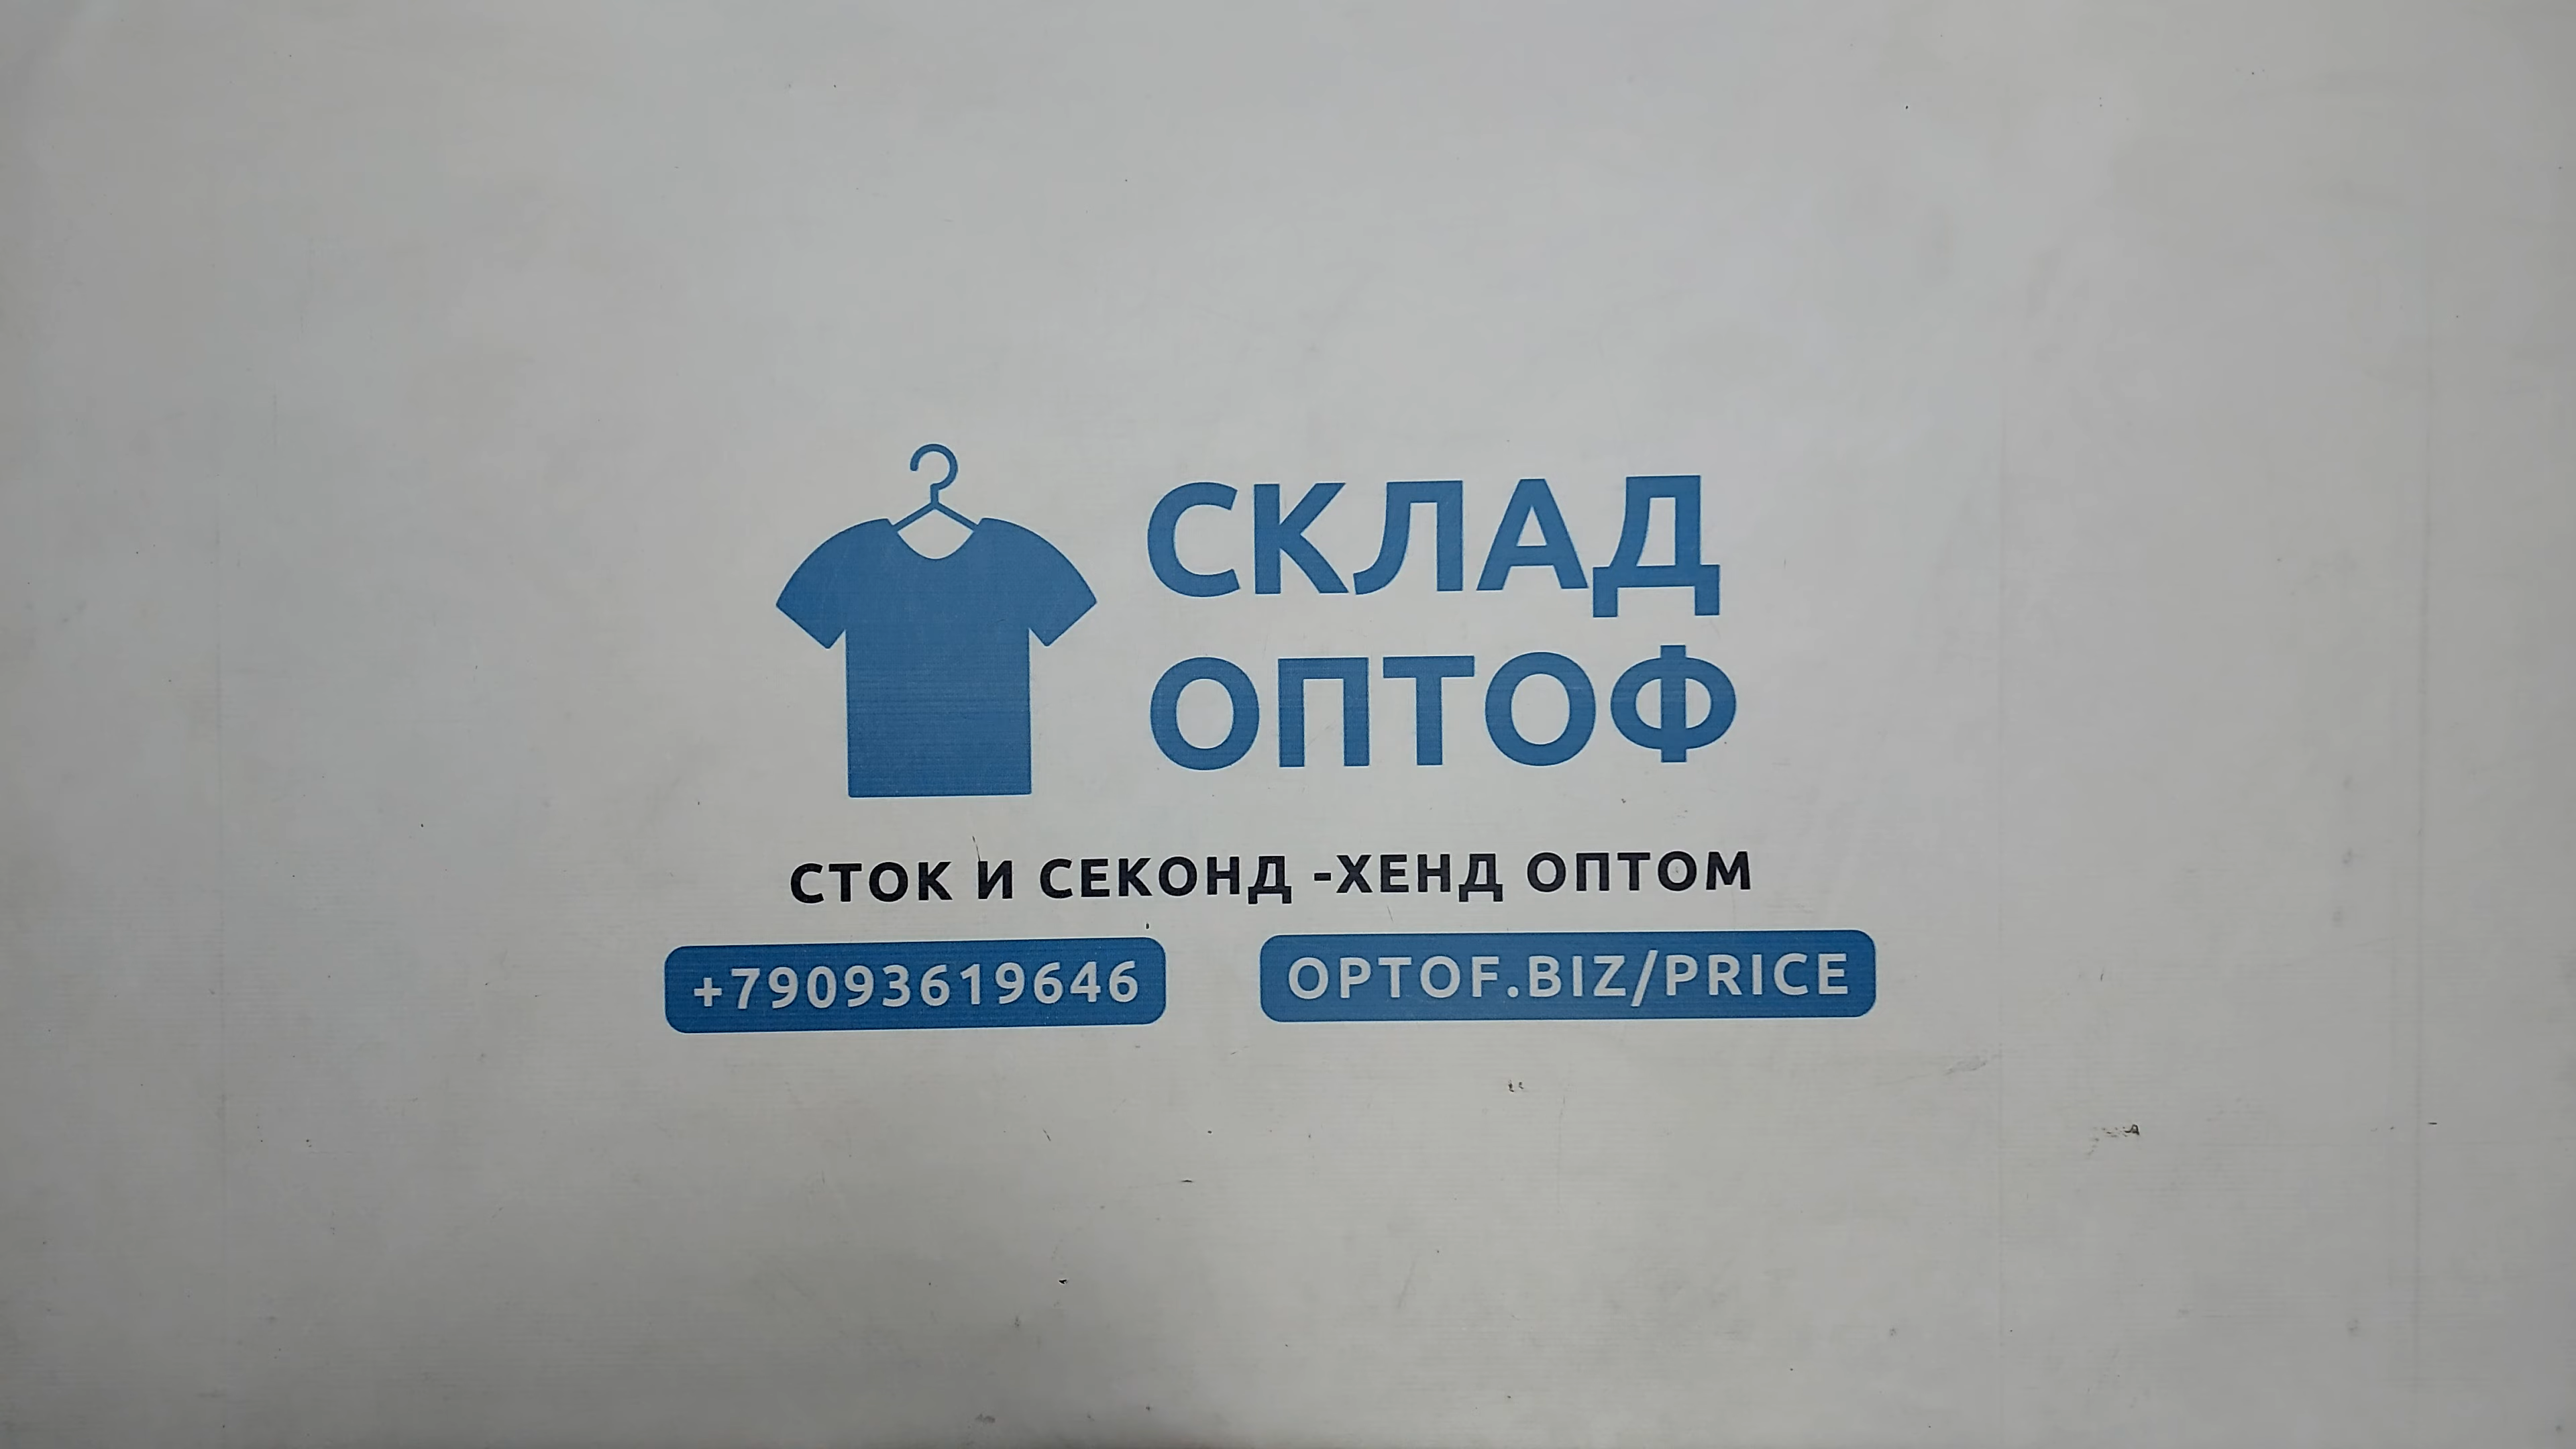 СКЛАД
ОПТОФ
СТОК И СЕКОНД -ХЕНД ОПТОМ
+79093619646
OPTOF.BIZ/PRICE